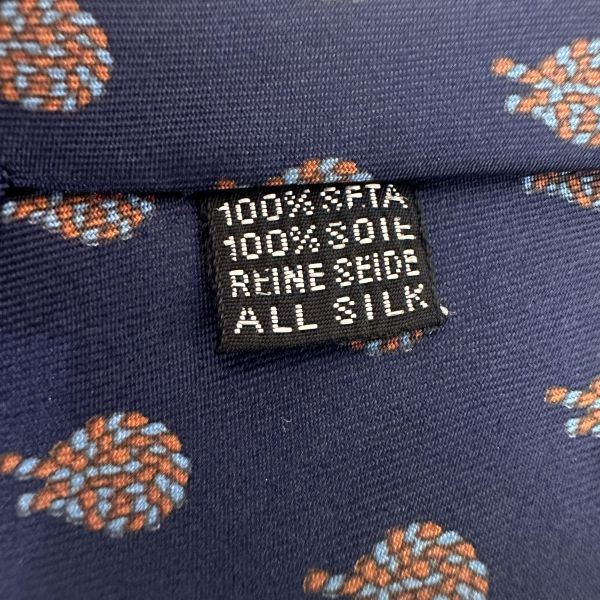 100% SETA
100% SOIE
REINE SEIDE
ALL SILK